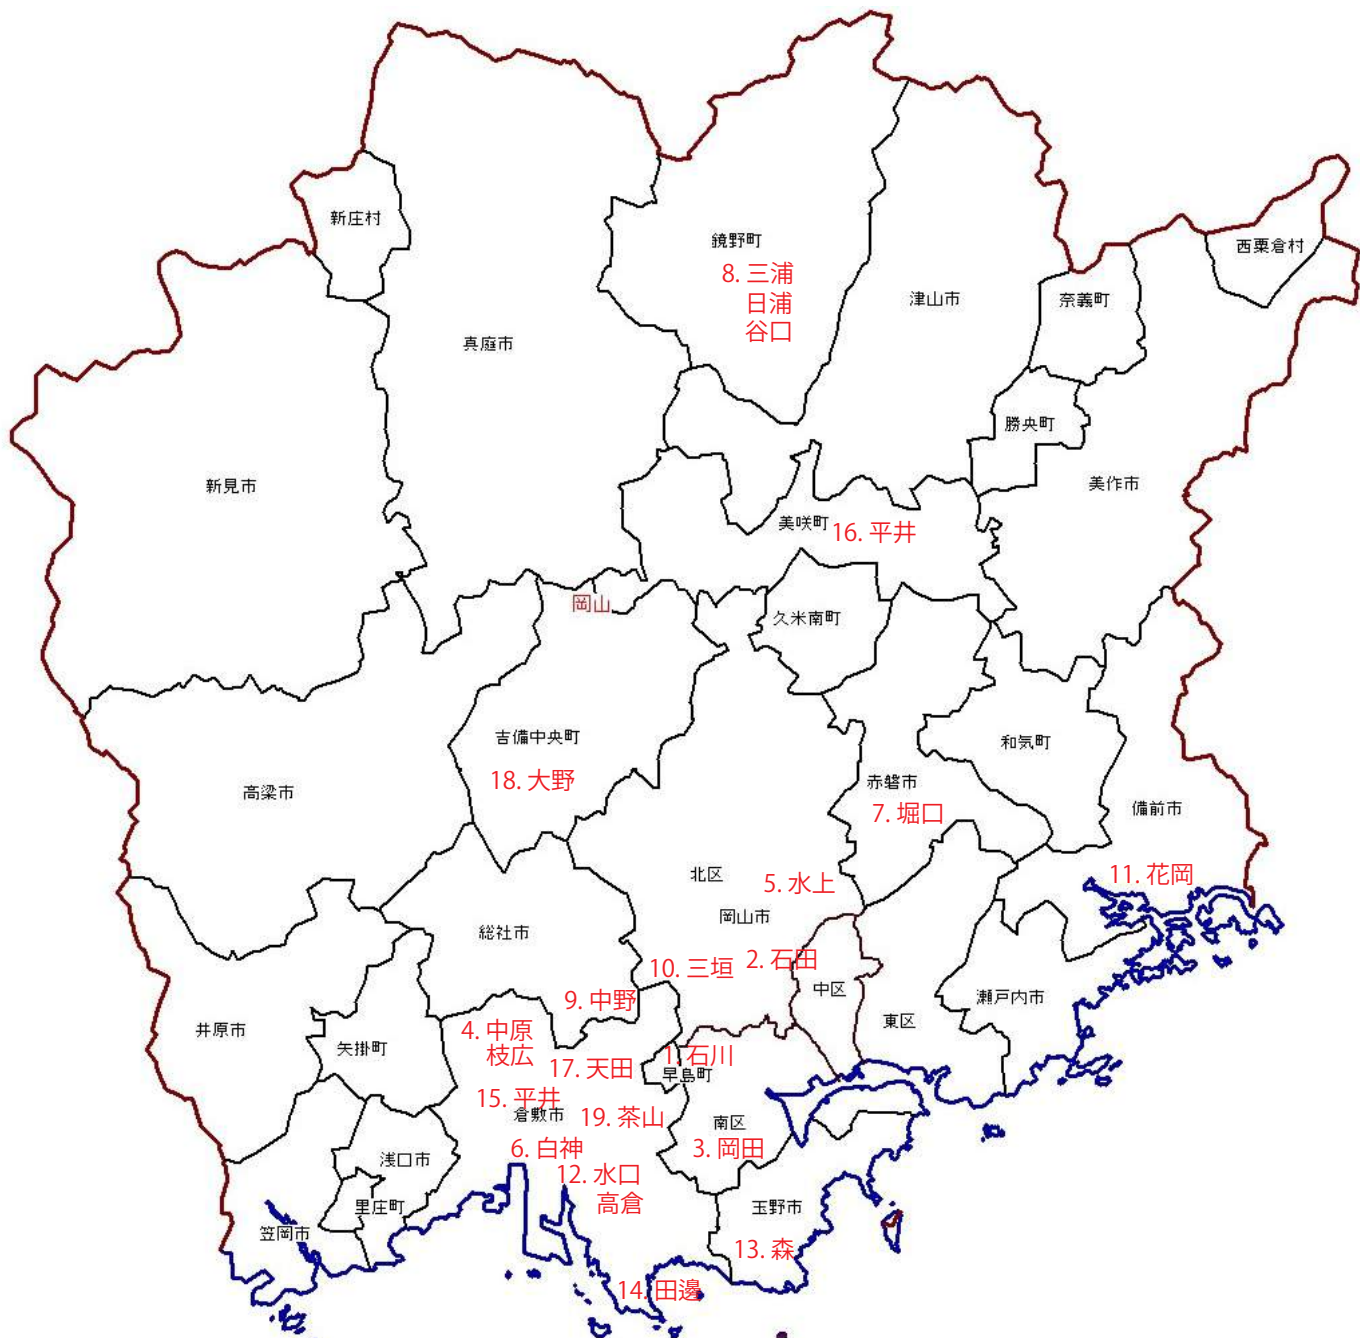 新庄村
鏡野町
西粟倉村
8. 三浦
日浦
谷口
津山市
奈義町
真庭市
勝央町
新見市
美作市
美咲町
16. 平井
岡山
久米南町
吉備中央町
18. 大野
和気町
高梁市
赤磐市
7. 堀口
備前市
北区
5. 水上
11. 花岡
岡山市
総社市
2. 石田
10. 三垣
中区
9. 中野
瀬戸内市
東区
井原市
4. 中原
枝広
矢掛町
1. 石川
17. 天田
早島町
15. 平井
倉敷市
19. 茶山
南区
6. 白神
3. 岡田
浅口市
12. 水口
高倉
里庄町
玉野市
笠岡市
13. 森
14. 田邊